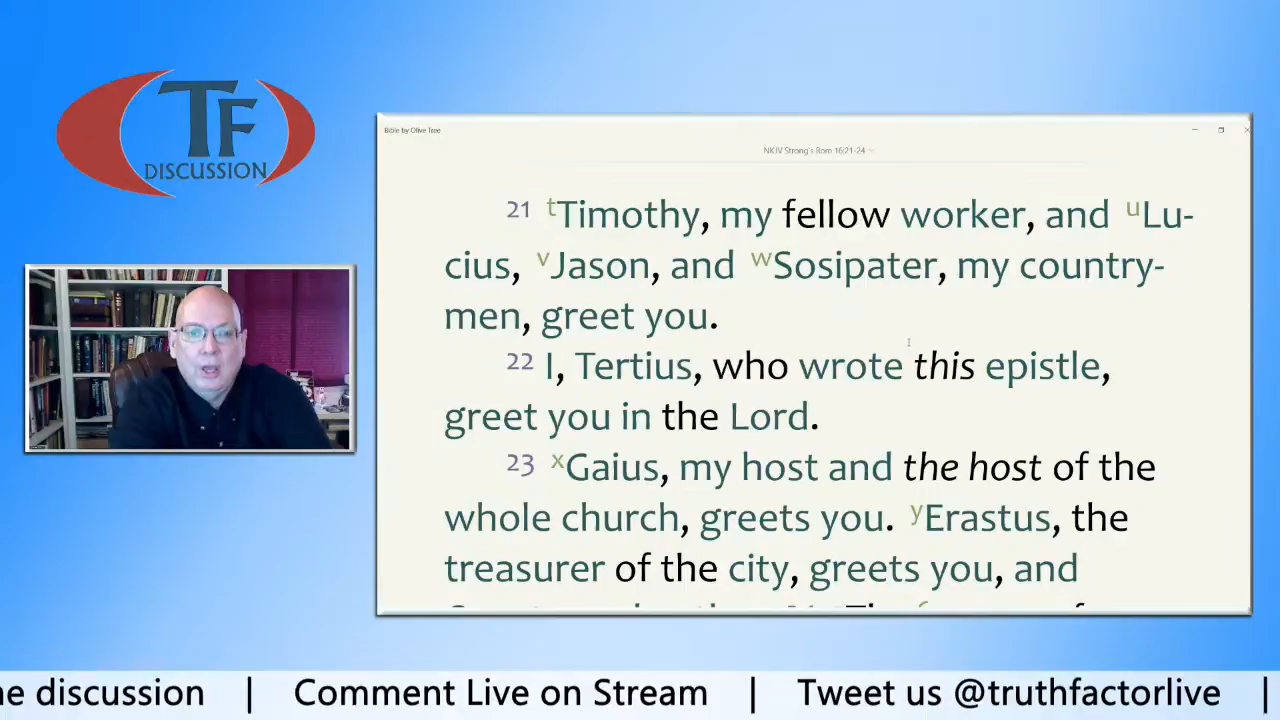 TF
DISCUSSION
Bible by Olive Tree
NKJV Strong's Rom 16:21-24
21 tTimothy, my fellow worker, and uLu-
cius, vJason, and wSosipater, my country-
men, greet you.
22 I, Tertius, who wrote this epistle,
greet you in the Lord.
23 xGaius, my host and the host of the
whole church, greets you. yErastus, the
treasurer of the city, greets you, and
he discussion | Comment Live on Stream | Tweet us @truthfactorlive |